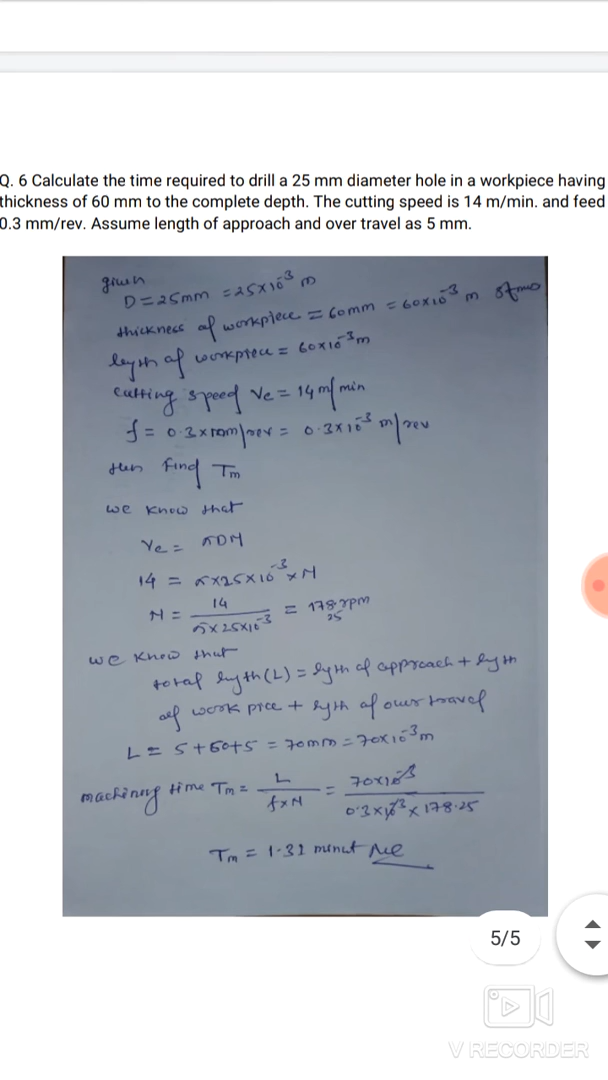 Q. 6 Calculate the time required to drill a 25 mm diameter hole in a workpiece having
thickness of 60 mm to the complete depth. The cutting speed is 14 m/min. and feed
0.3 mm/rev. Assume length of approach and over travel as 5 mm.
given
D = 25mm = 25×10⁻³ m
thickness of workpiece = 60mm = 60×10⁻³ m
length of workpiece = 60×10⁻³m
cutting speed Vc = 14 m/min
f = 0.3 mm/rev = 0.3×10⁻³ m/rev
then find Tm
we know that
Vc = πDN
14 = π×25×10⁻³×N
N = 14 / π×25×10⁻³ = 178.25 rpm
we know that
total length (L) = length of approach + length
of work piece + length of over travel
L = 5+60+5 = 70mm = 70×10⁻³m
machining time Tm = L / f×N = 70×10⁻³ / 0.3×10⁻³×178.25
Tm = 1.31 minut Ans
5/5
V RECORDER